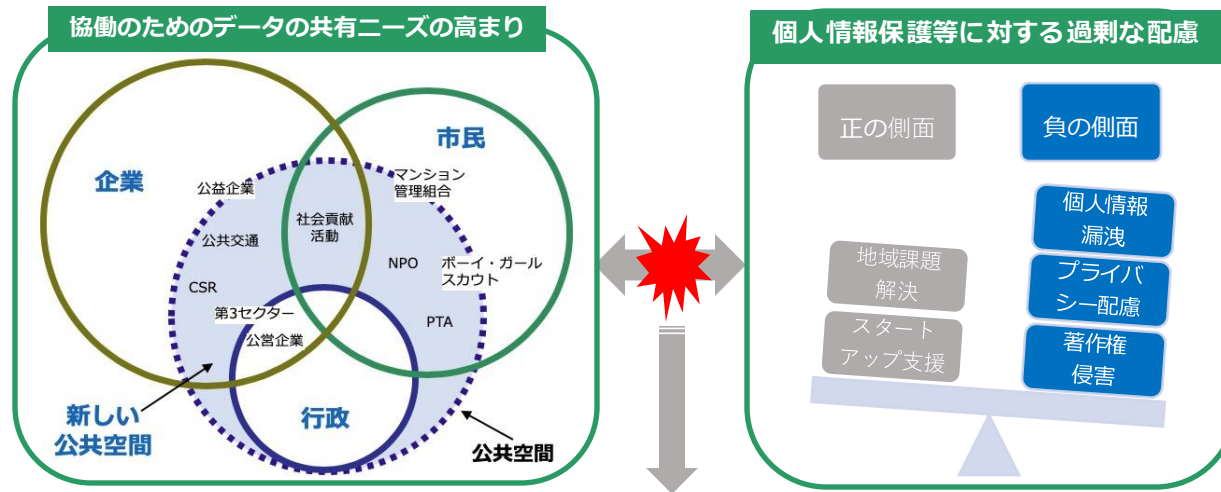 協働のためのデータの共有ニーズの高まり
企業
市民
公益企業
マンション
管理組合
社会貢献
活動
公共交通
NPO
ボーイ・ガール
スカウト
CSR
第3セクター
公営企業
PTA
新しい
公共空間
行政
公共空間
個人情報保護等に対する過剰な配慮
正の側面
負の側面
個人情報
漏洩
地域課題
解決
プライバ
シー配慮
スタート
アップ支援
著作権
侵害